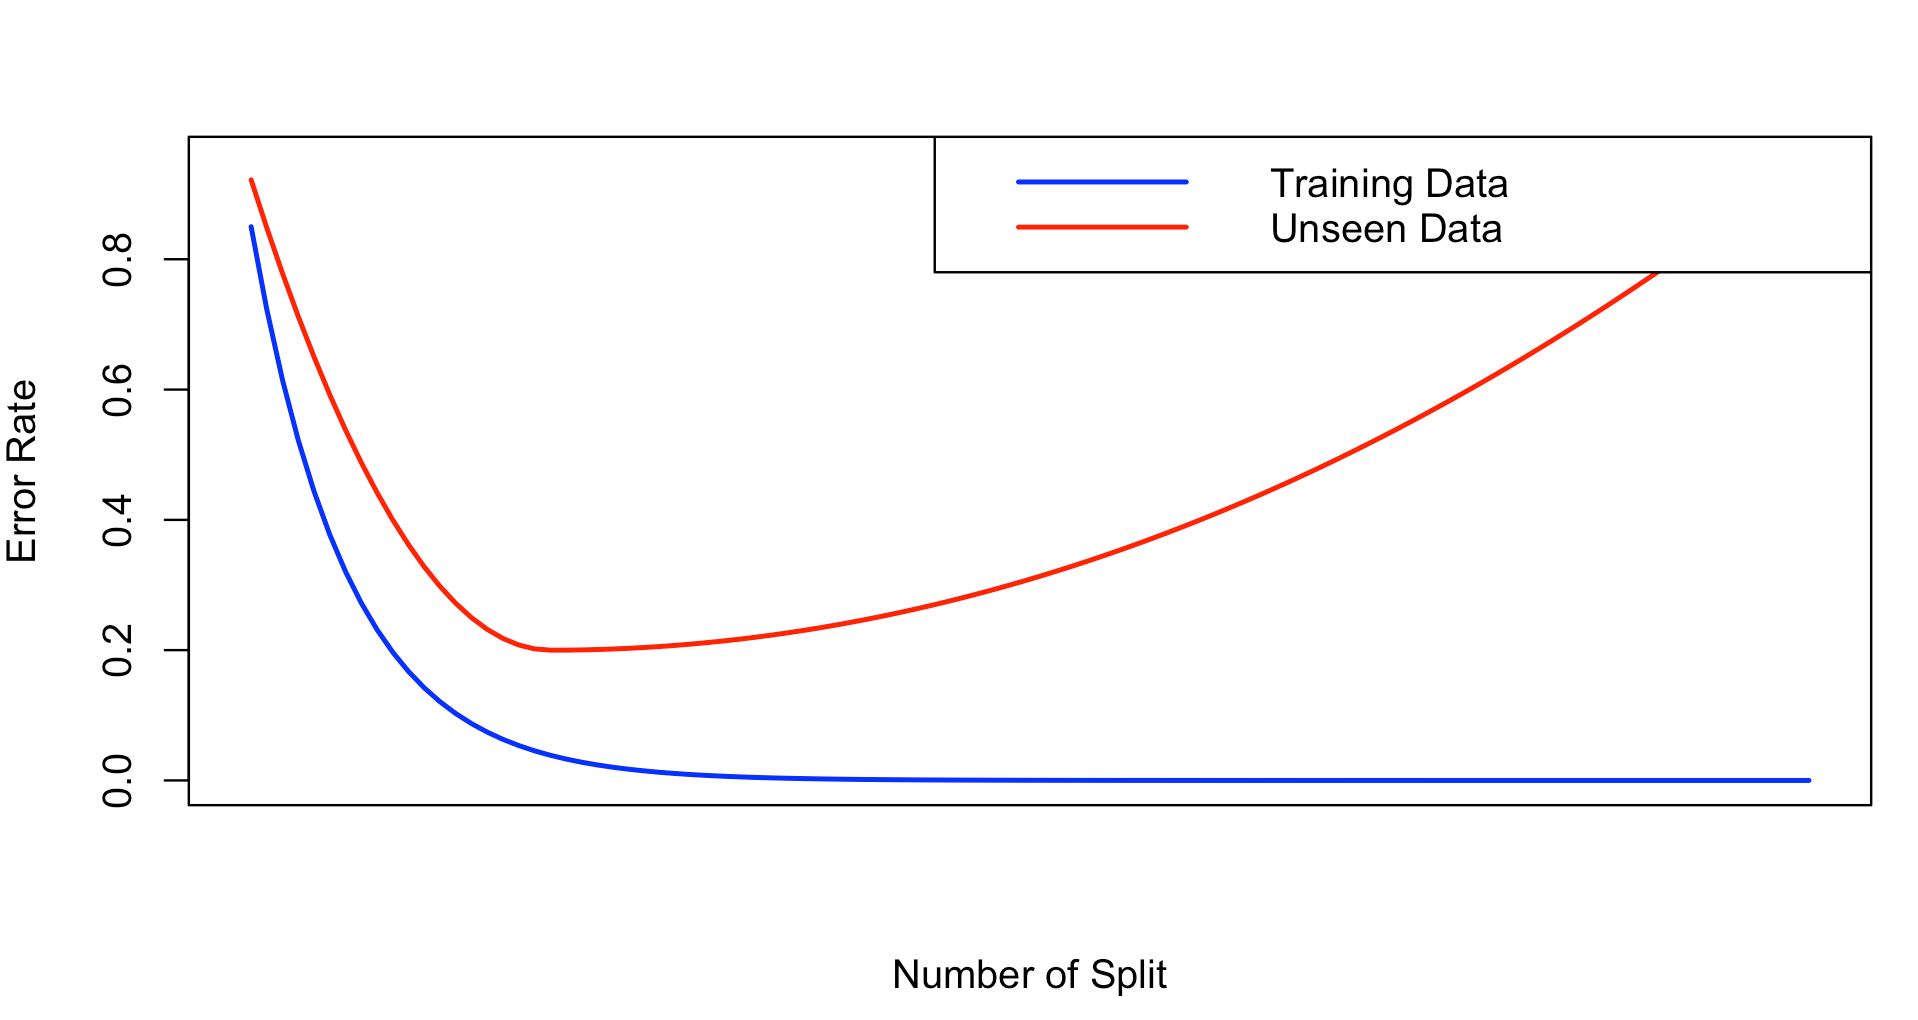 Training Data
Unseen Data
0.8
0.6
0.4
0.2
0.0
Error Rate
Number of Split